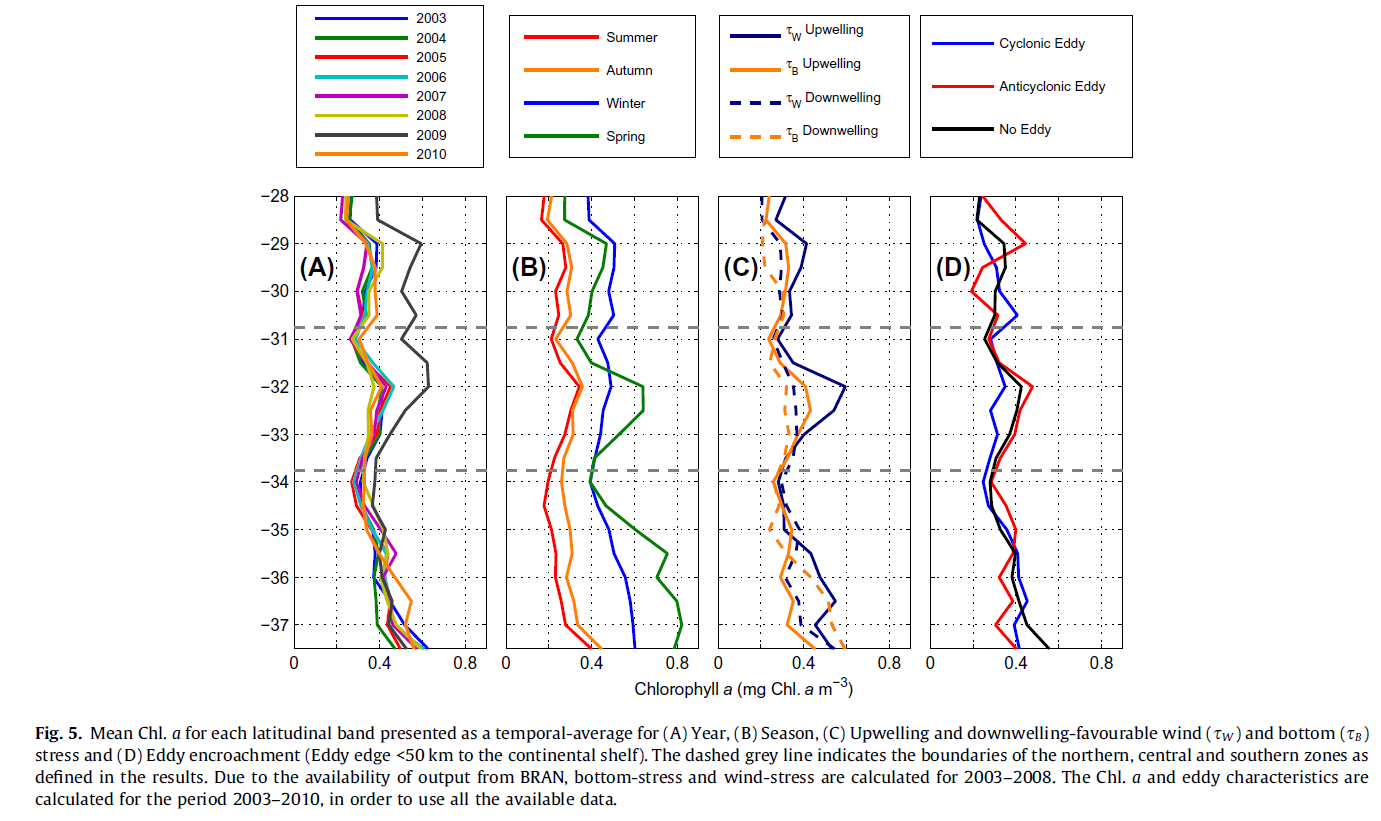 2003
2004
2005
2006
2007
2008
2009
2010
Summer
Autumn
Winter
Spring
τW Upwelling
τB Upwelling
τW Downwelling
τB Downwelling
Cyclonic Eddy
Anticyclonic Eddy
No Eddy
−28
−29
−30
−31
−32
−33
−34
−35
−36
−37
(A)
(B)
(C)
(D)
0 0.4 0.8
0 0.4 0.8
0 0.4 0.8
0 0.4 0.8
Chlorophyll a (mg Chl. a m−3)
Fig. 5. Mean Chl. a for each latitudinal band presented as a temporal-average for (A) Year, (B) Season, (C) Upwelling and downwelling-favourable wind (τW) and bottom (τB)
stress and (D) Eddy encroachment (Eddy edge <50 km to the continental shelf). The dashed grey line indicates the boundaries of the northern, central and southern zones as
defined in the results. Due to the availability of output from BRAN, bottom-stress and wind-stress are calculated for 2003–2008. The Chl. a and eddy characteristics are
calculated for the period 2003–2010, in order to use all the available data.